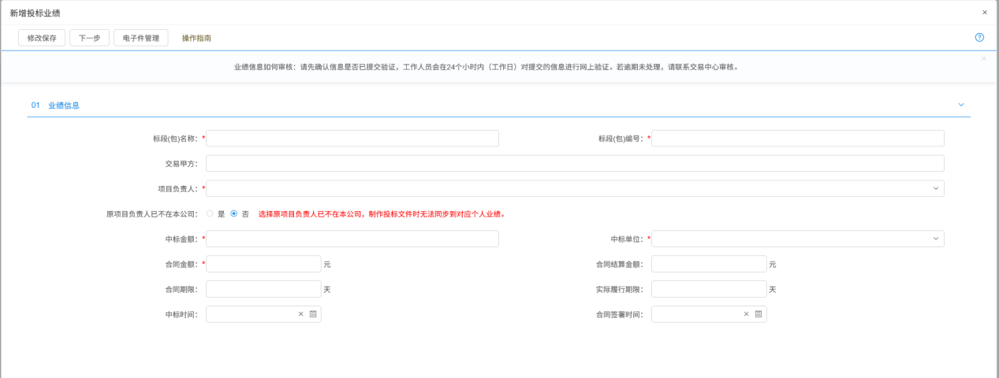 新增投标业绩
修改保存 下一步 电子件管理 操作指南
业绩信息如何审核：请先确认信息是否已提交验证，工作人员会在24个小时内（工作日）对提交的信息进行网上验证。若逾期未处理，请联系交易中心审核。
01 业绩信息
标段(包)名称：* 标段(包)编号：*
交易甲方：
项目负责人：*
原项目负责人已不在本公司： 是 否 选择原项目负责人已不在本公司，制作投标文件时无法同步到对应个人业绩。
中标金额：* 中标单位：*
合同金额：* 元 合同结算金额： 元
合同期限： 天 实际履行期限： 天
中标时间： 合同签署时间：